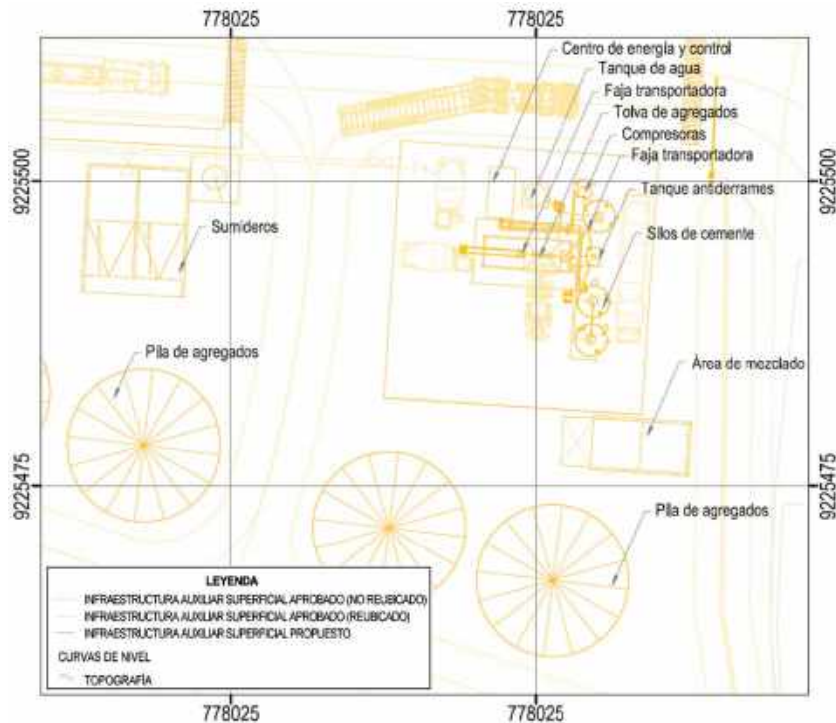 778025
778025
Centro de energía y control
Tanque de agua
Faja transportadora
Tolva de agregados
Compresoras
Faja transportadora
9225500
9225500
Tanque antiderrames
Sumideros
Silos de cemente
Pila de agregados
Área de mezclado
9225475
9225475
Pila de agregados
LEYENDA
INFRAESTRUCTURA AUXILIAR SUPERFICIAL APROBADO (NO REUBICADO)
INFRAESTRUCTURA AUXILIAR SUPERFICIAL APROBADO (REUBICADO)
INFRAESTRUCTURA AUXILIAR SUPERFICIAL PROPUESTO
CURVAS DE NIVEL
TOPOGRAFÍA
778025
778025